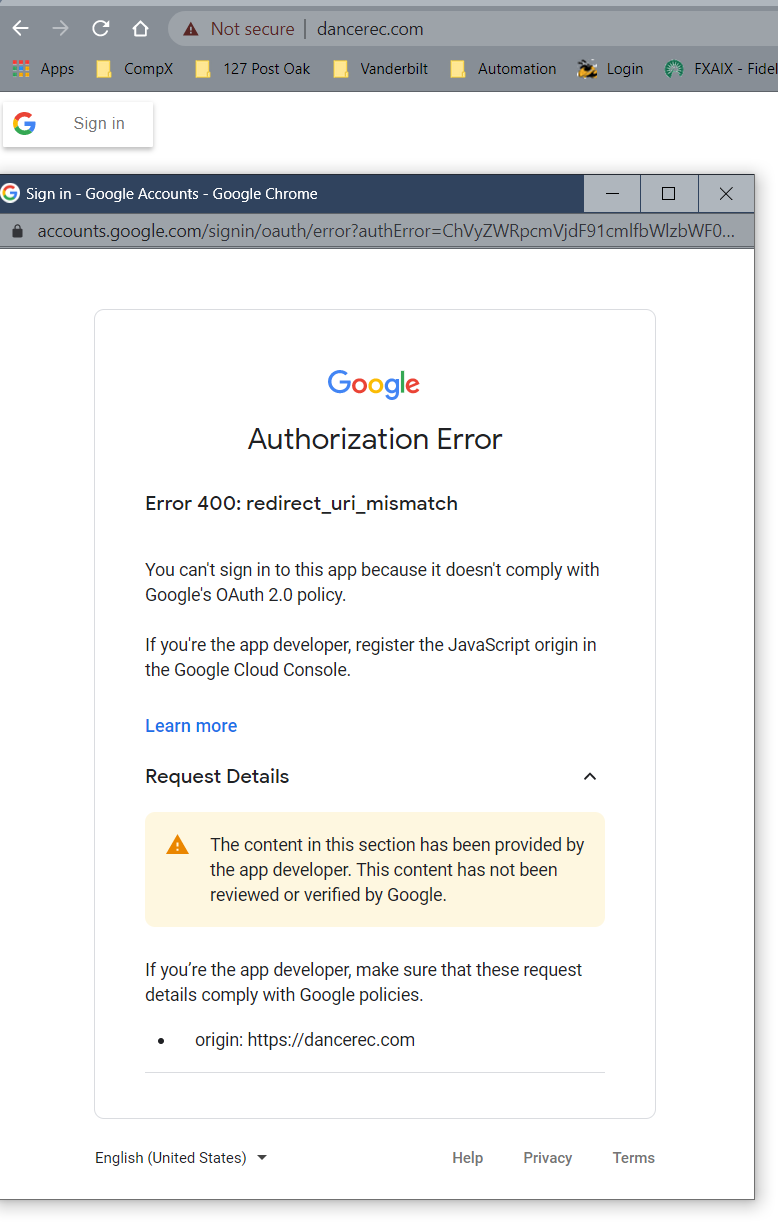 Not secure | dancerec.com
Apps CompX 127 Post Oak Vanderbilt Automation Login FXAIX - Fidel
Sign in
Sign in - Google Accounts - Google Chrome
accounts.google.com/signin/oauth/error?authError=ChVyZWRpcmVjdF91cmlfbWlzbWF0...
Google
Authorization Error
Error 400: redirect_uri_mismatch
You can't sign in to this app because it doesn't comply with
Google's OAuth 2.0 policy.
If you're the app developer, register the JavaScript origin in
the Google Cloud Console.
Learn more
Request Details
The content in this section has been provided by
the app developer. This content has not been
reviewed or verified by Google.
If you’re the app developer, make sure that these request
details comply with Google policies.
• origin: https://dancerec.com
English (United States) Help Privacy Terms